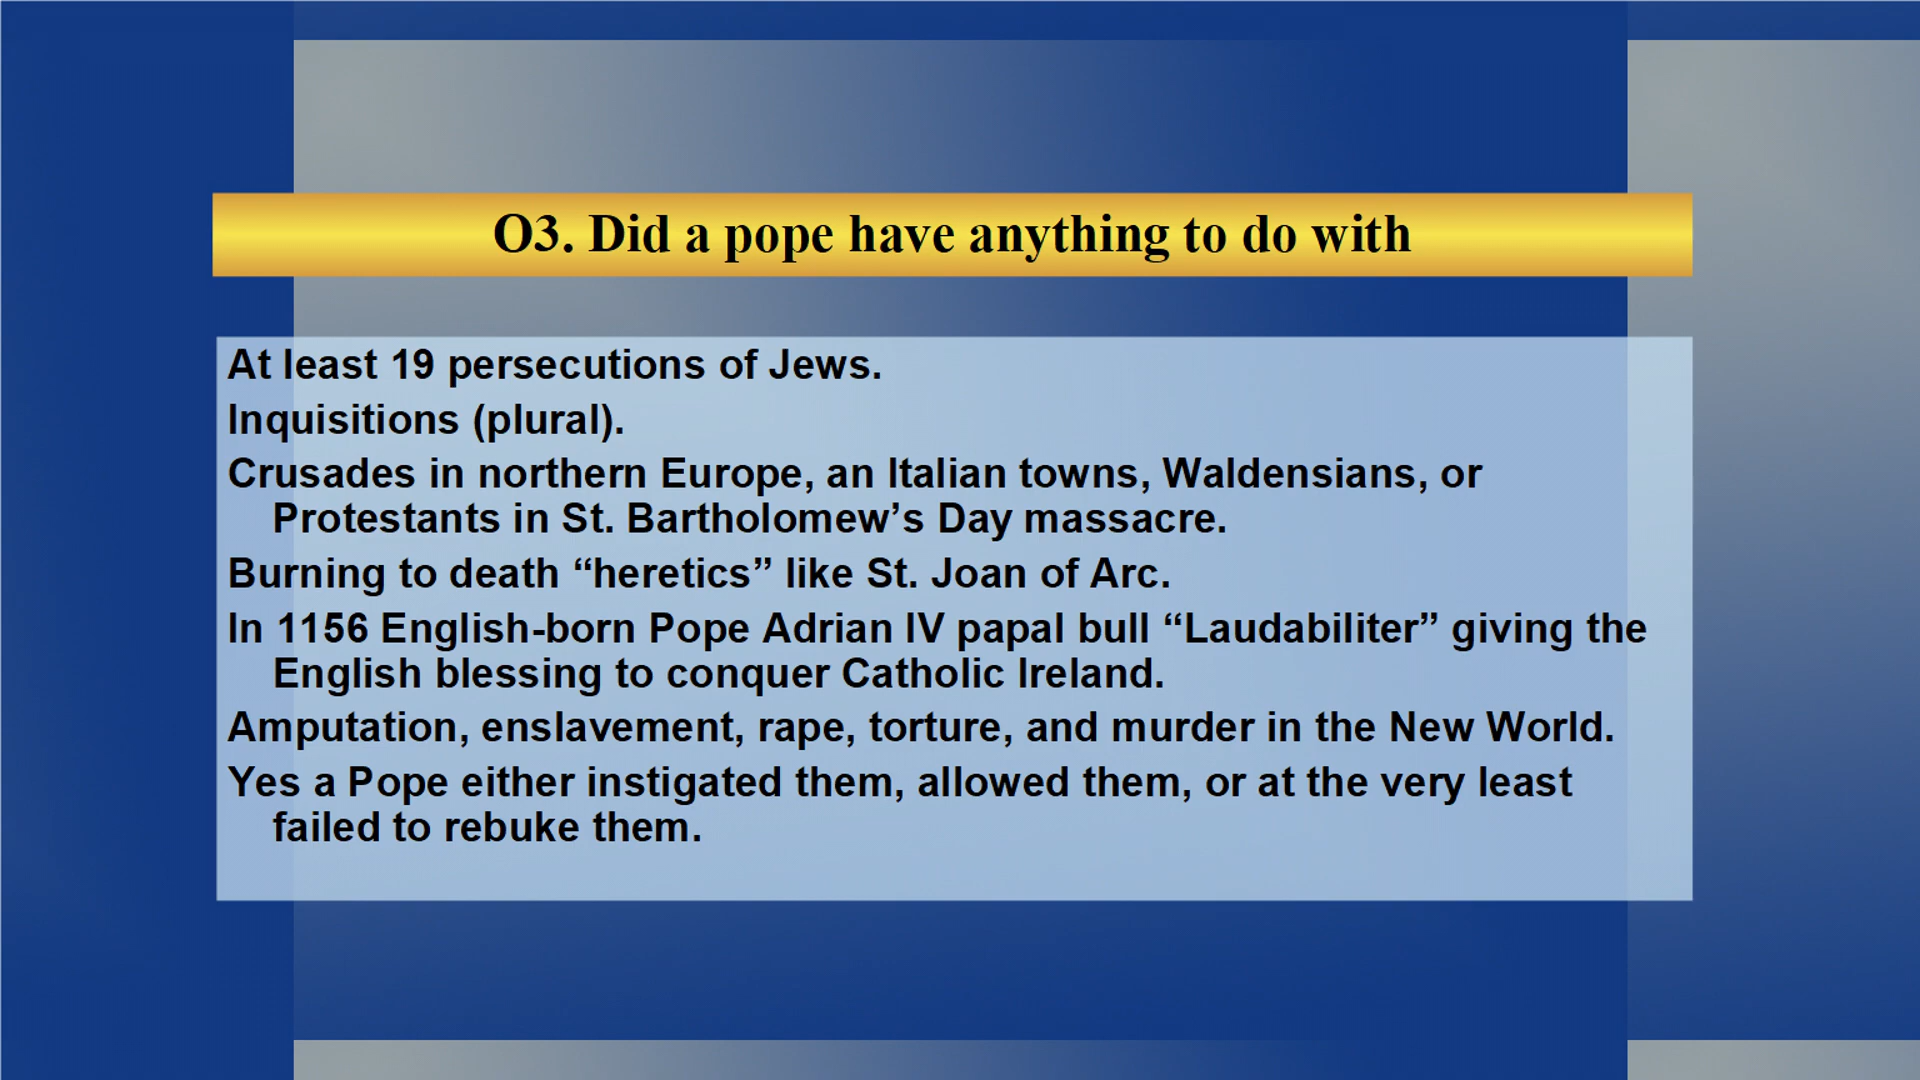 O3. Did a pope have anything to do with
At least 19 persecutions of Jews.
Inquisitions (plural).
Crusades in northern Europe, an Italian towns, Waldensians, or
Protestants in St. Bartholomew’s Day massacre.
Burning to death “heretics” like St. Joan of Arc.
In 1156 English-born Pope Adrian IV papal bull “Laudabiliter” giving the
English blessing to conquer Catholic Ireland.
Amputation, enslavement, rape, torture, and murder in the New World.
Yes a Pope either instigated them, allowed them, or at the very least
failed to rebuke them.